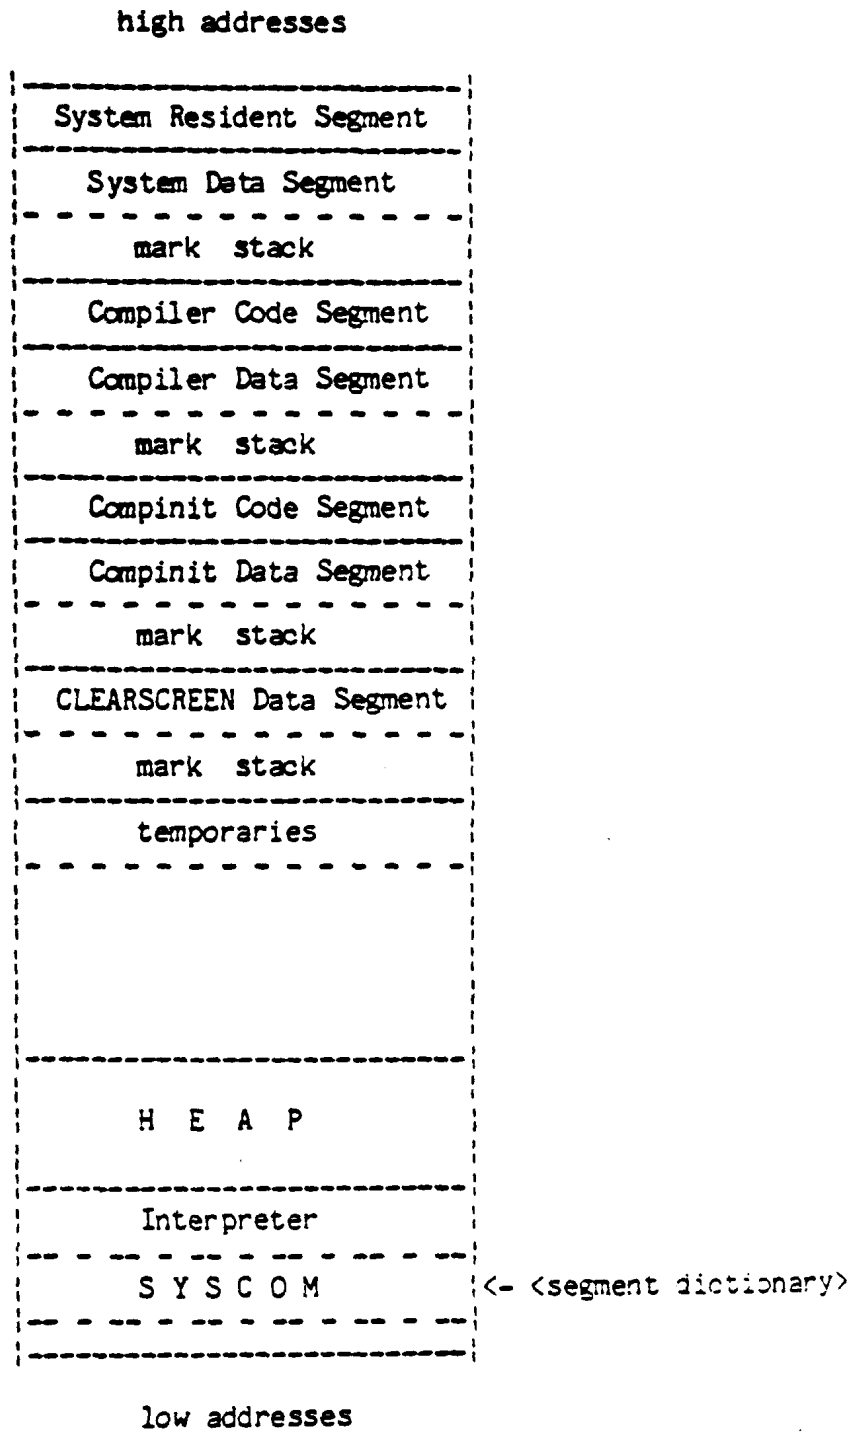 high addresses
System Resident Segment
System Data Segment
mark stack
Compiler Code Segment
Compiler Data Segment
mark stack
Compinit Code Segment
Compinit Data Segment
mark stack
CLEARSCREEN Data Segment
mark stack
temporaries
H E A P
Interpreter
S Y S C O M <- <segment dictionary>
low addresses